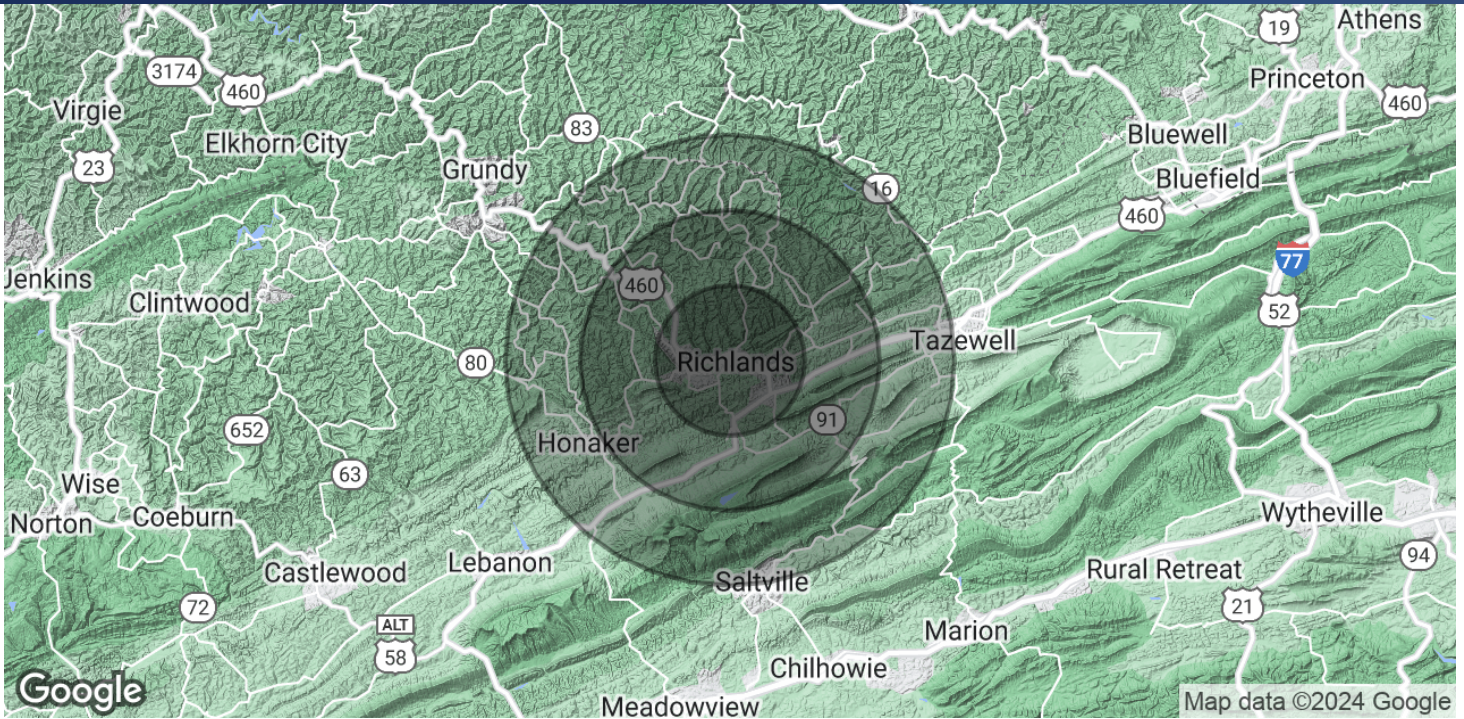 Athens
19
3174
Princeton
460
460
Virgie
83
Bluewell
Elkhorn City
23
Grundy
Bluefield
16
460
77
Jenkins
460
Clintwood
52
Tazewell
80
Richlands
91
652
Honaker
63
Wise
Wytheville
Norton
Coeburn
94
Lebanon
Rural Retreat
Castlewood
Saltville
72
21
ALT
58
Marion
Chilhowie
Google
Meadowview
Map data ©2024 Google